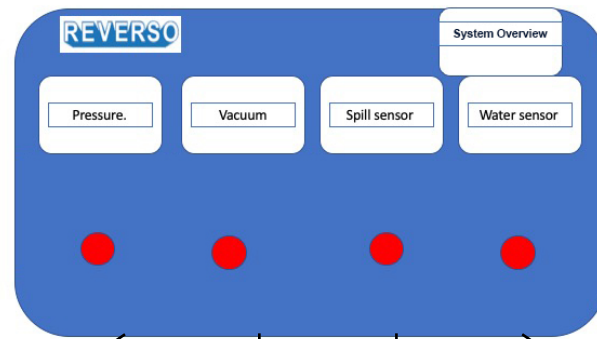 REVERSO
System Overview
Pressure.
Vacuum
Spill sensor
Water sensor